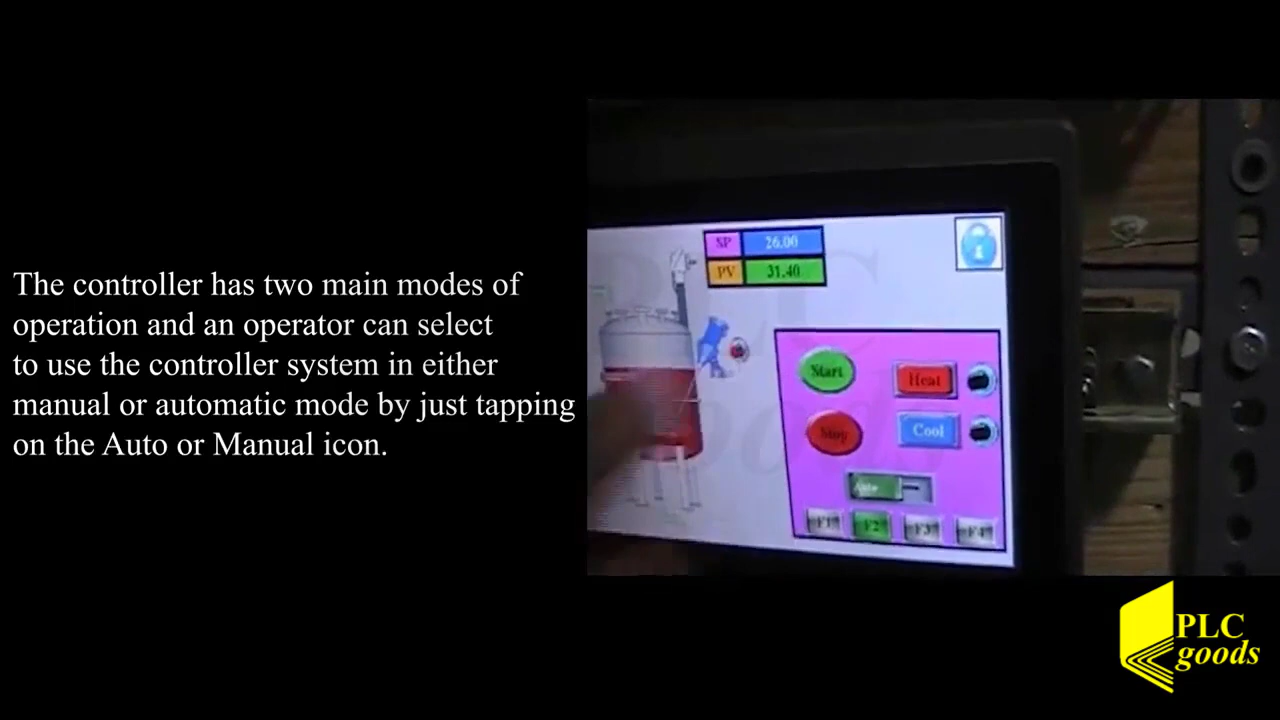 The controller has two main modes of
operation and an operator can select
to use the controller system in either
manual or automatic mode by just tapping
on the Auto or Manual icon.
SP 26.00
PV 31.40
Start Heat
Stop Cool
Auto
F1 F2 F3 F4
PLC
goods